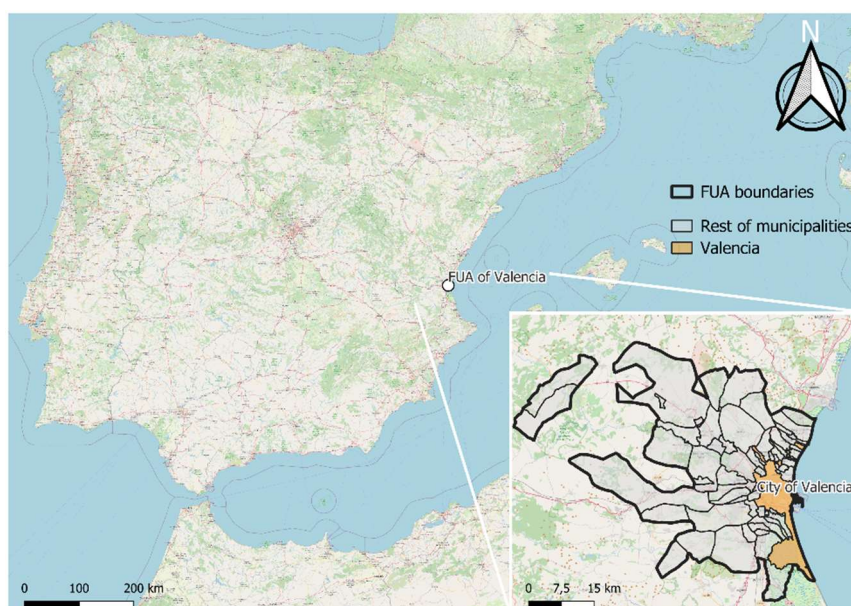 N
FUA boundaries
Rest of municipalities
Valencia
FUA of Valencia
City of Valencia
0 100 200 km
0 7,5 15 km